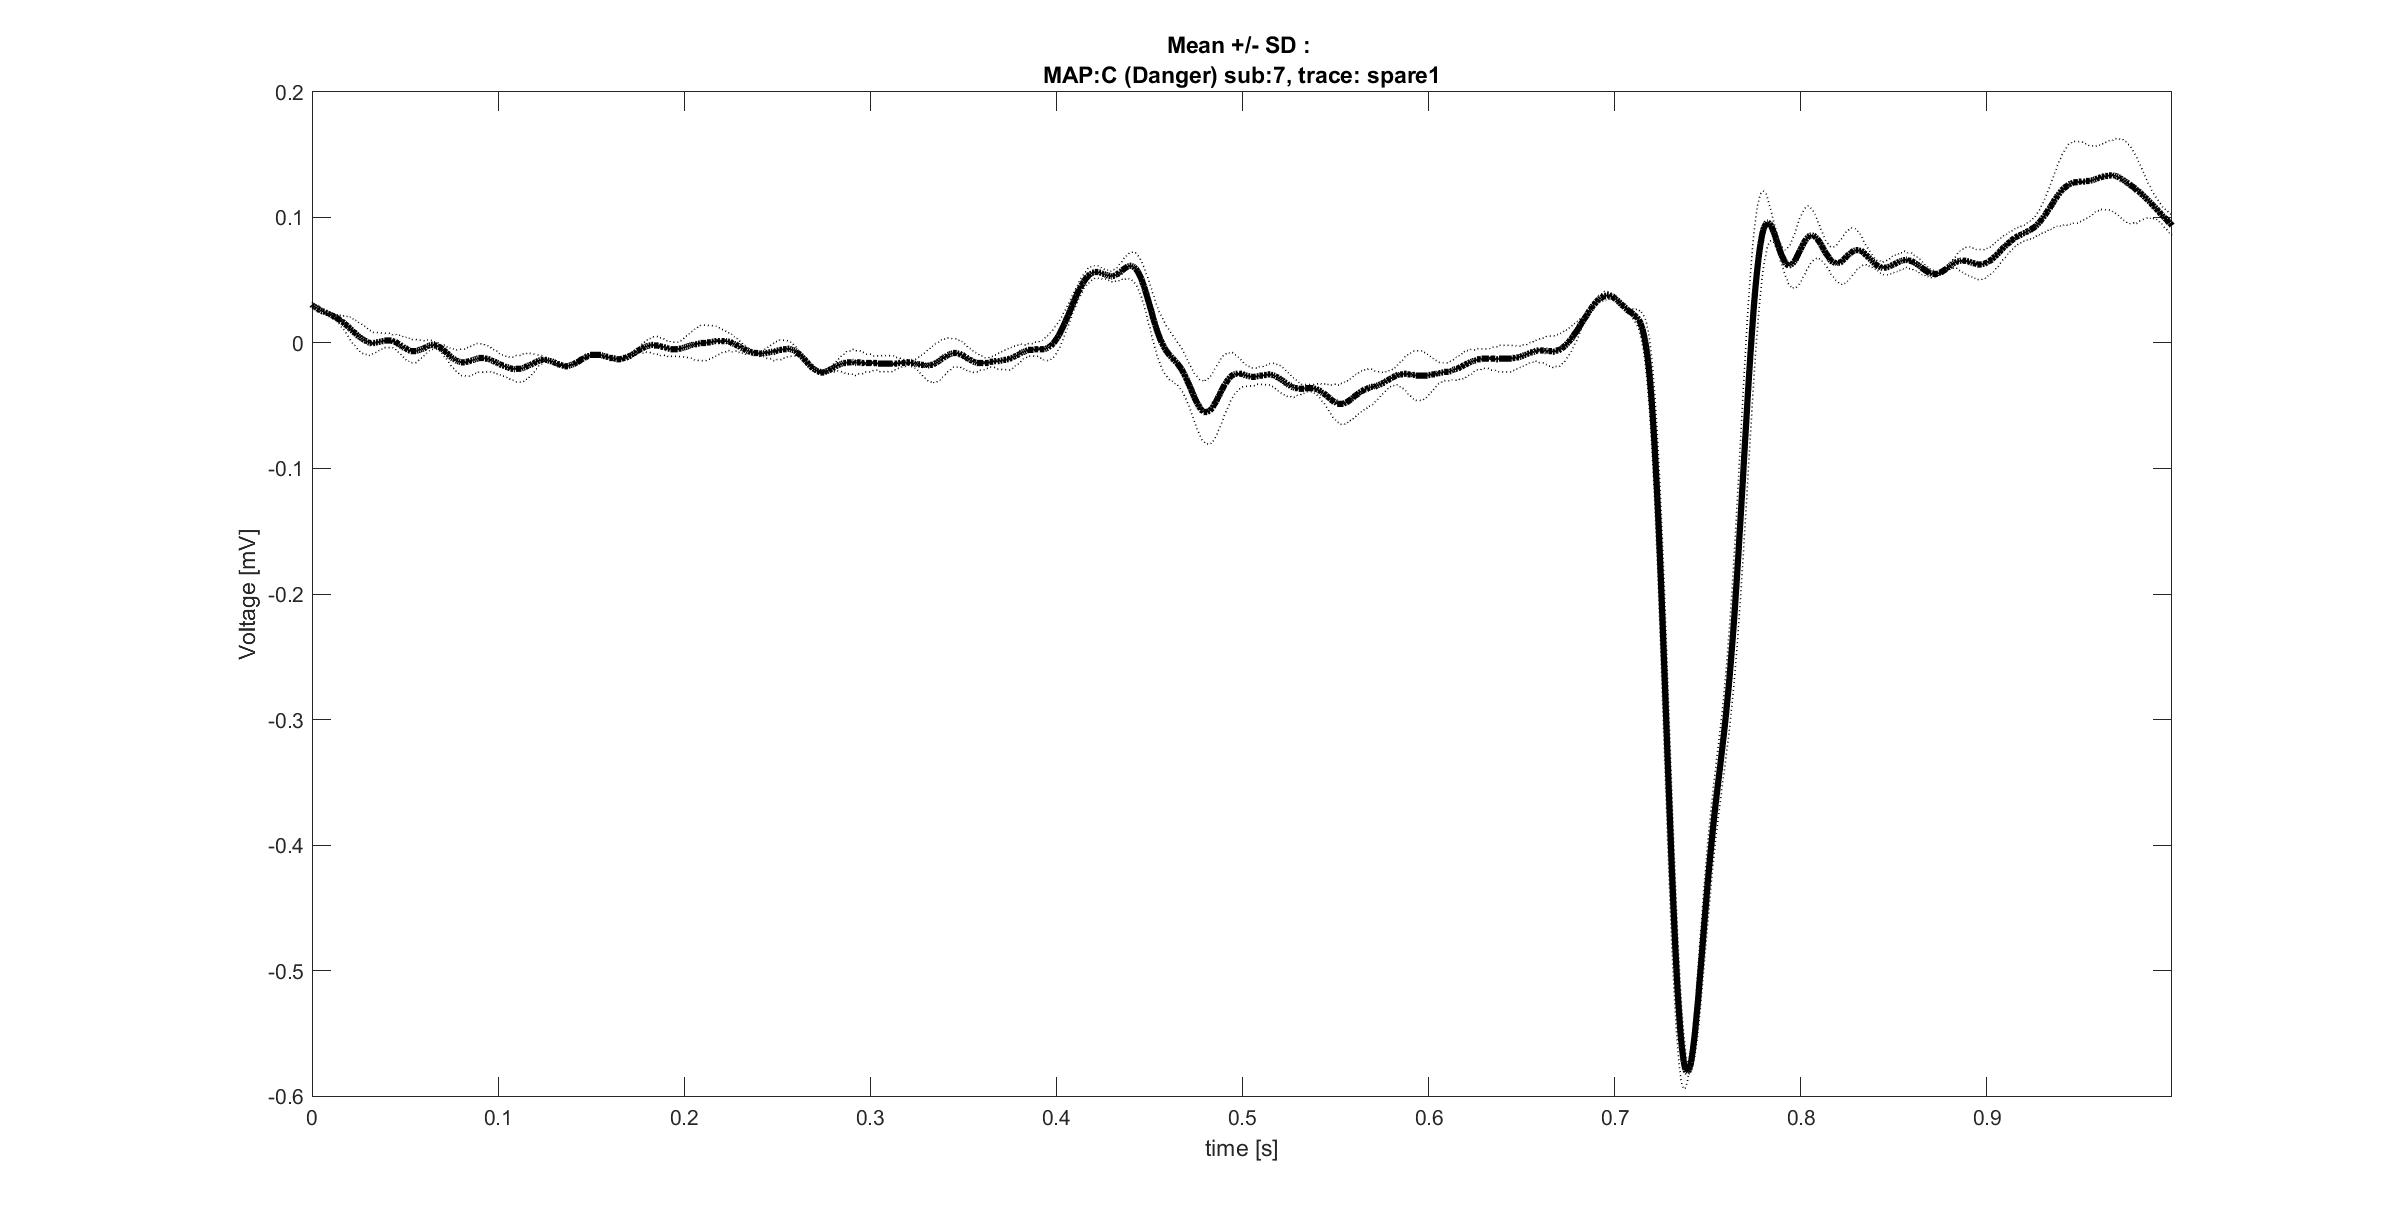 Mean +/- SD :
MAP:C (Danger) sub:7, trace: spare1
0.2
0.1
0
-0.1
-0.2
-0.3
-0.4
-0.5
-0.6
Voltage [mV]
0 0.1 0.2 0.3 0.4 0.5 0.6 0.7 0.8 0.9
time [s]